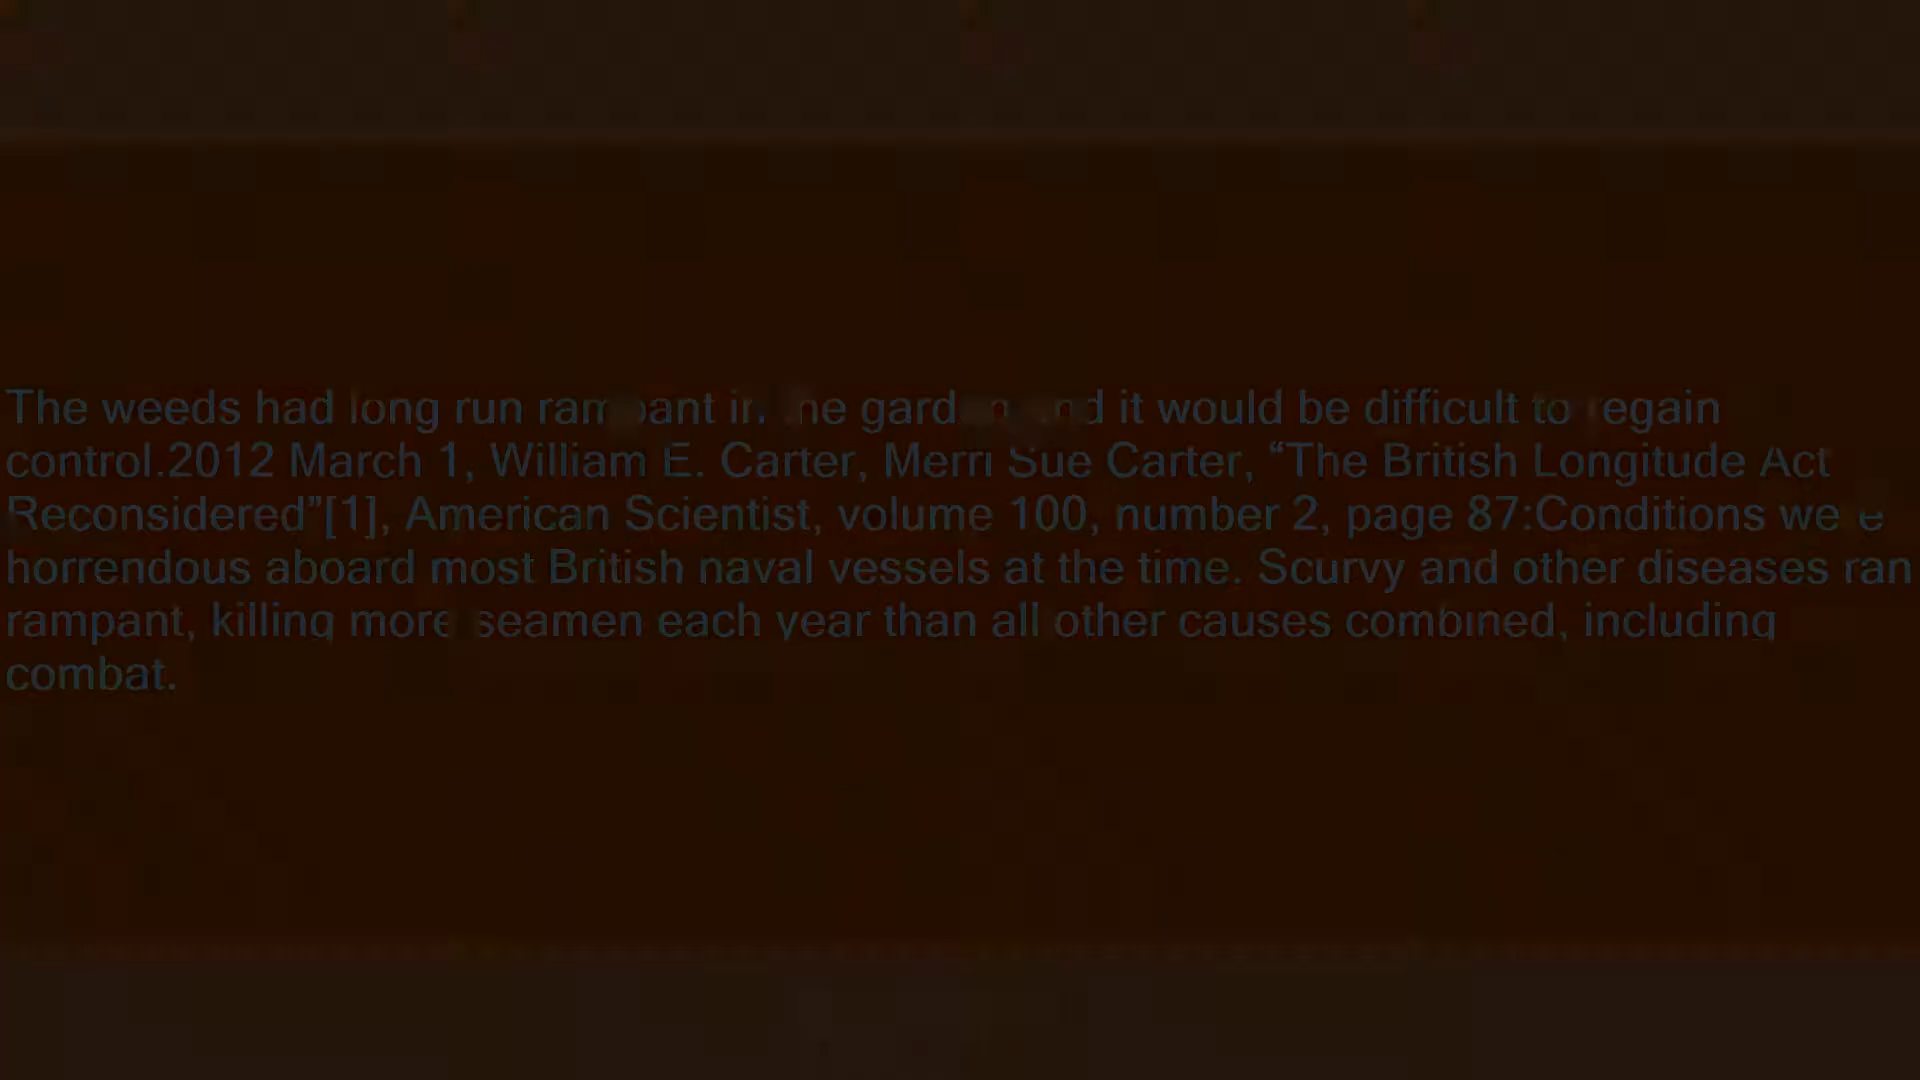 The weeds had long run rampant in the garden and it would be difficult to regain
control.2012 March 1, William E. Carter, Merri Sue Carter, “The British Longitude Act
Reconsidered”[1], American Scientist, volume 100, number 2, page 87:Conditions were
horrendous aboard most British naval vessels at the time. Scurvy and other diseases ran
rampant, killing more seamen each year than all other causes combined, including
combat.